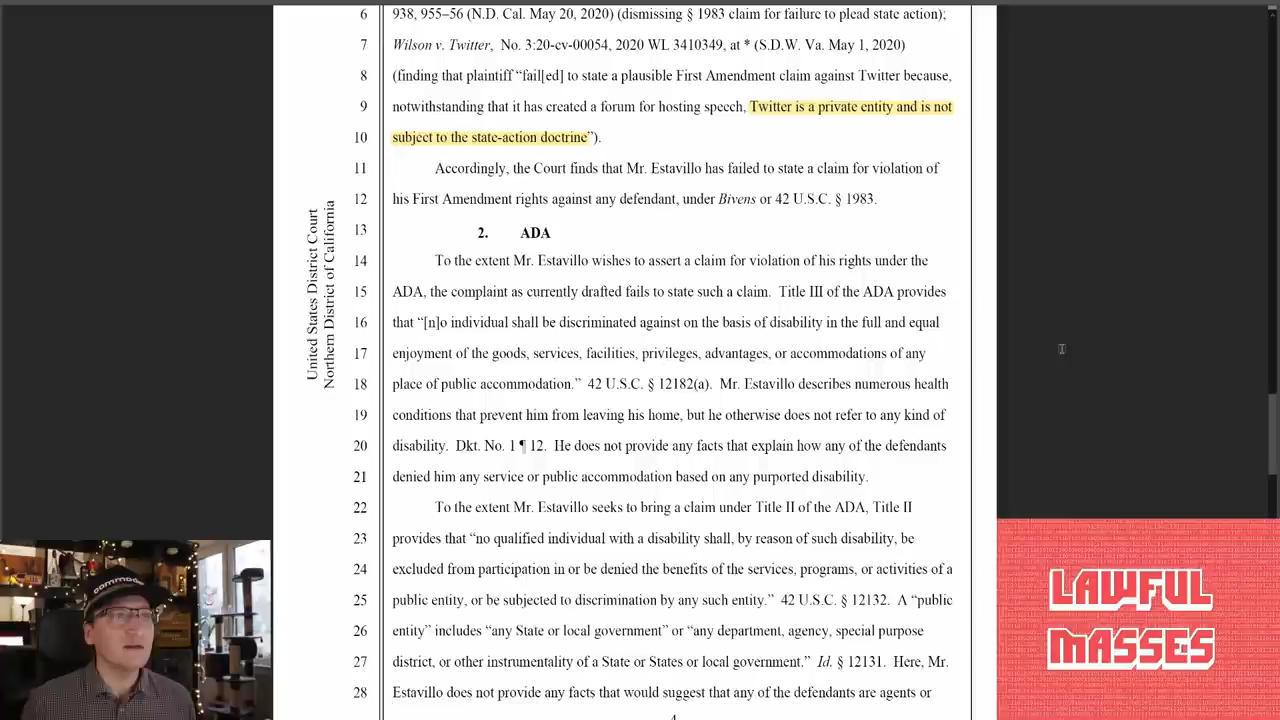 6 938, 955–56 (N.D. Cal. May 20, 2020) (dismissing § 1983 claim for failure to plead state action);
7 Wilson v. Twitter, No. 3:20-cv-00054, 2020 WL 3410349, at * (S.D.W. Va. May 1, 2020)
8 (finding that plaintiff “fail[ed] to state a plausible First Amendment claim against Twitter because,
9 notwithstanding that it has created a forum for hosting speech, Twitter is a private entity and is not
10 subject to the state-action doctrine”).
11 Accordingly, the Court finds that Mr. Estavillo has failed to state a claim for violation of
12 his First Amendment rights against any defendant, under Bivens or 42 U.S.C. § 1983.
13 2. ADA
14 To the extent Mr. Estavillo wishes to assert a claim for violation of his rights under the
15 ADA, the complaint as currently drafted fails to state such a claim. Title III of the ADA provides
16 that “[n]o individual shall be discriminated against on the basis of disability in the full and equal
17 enjoyment of the goods, services, facilities, privileges, advantages, or accommodations of any
18 place of public accommodation.” 42 U.S.C. § 12182(a). Mr. Estavillo describes numerous health
19 conditions that prevent him from leaving his home, but he otherwise does not refer to any kind of
20 disability. Dkt. No. 1 ¶ 12. He does not provide any facts that explain how any of the defendants
21 denied him any service or public accommodation based on any purported disability.
22 To the extent Mr. Estavillo seeks to bring a claim under Title II of the ADA, Title II
23 provides that “no qualified individual with a disability shall, by reason of such disability, be
24 excluded from participation in or be denied the benefits of the services, programs, or activities of a
25 public entity, or be subjected to discrimination by any such entity.” 42 U.S.C. § 12132. A “public
26 entity” includes “any State or local government” or “any department, agency, special purpose
27 district, or other instrumentality of a State or States or local government.” Id. § 12131. Here, Mr.
28 Estavillo does not provide any facts that would suggest that any of the defendants are agents or
United States District Court
Northern District of California
commodo
LAWFUL
MASSES